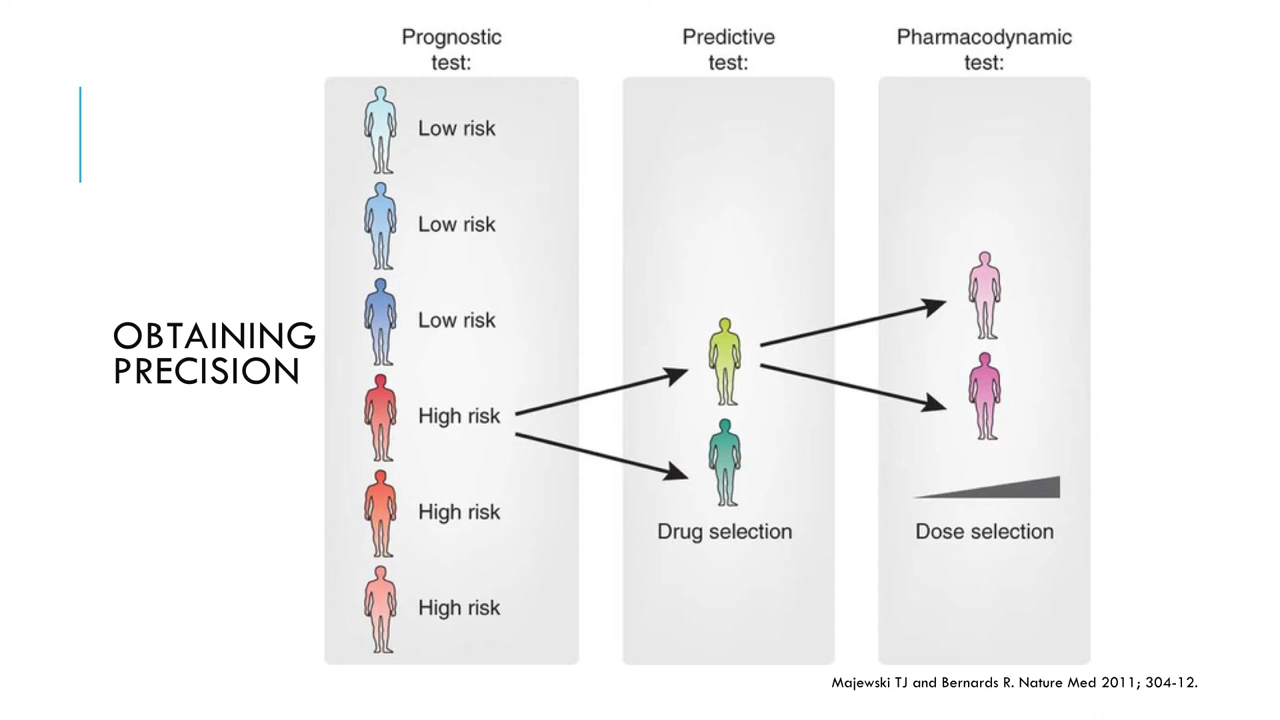 OBTAINING
PRECISION
Prognostic
test:
Low risk
Low risk
Low risk
High risk
High risk
High risk
Predictive
test:
Drug selection
Pharmacodynamic
test:
Dose selection
Majewski TJ and Bernards R. Nature Med 2011; 304-12.